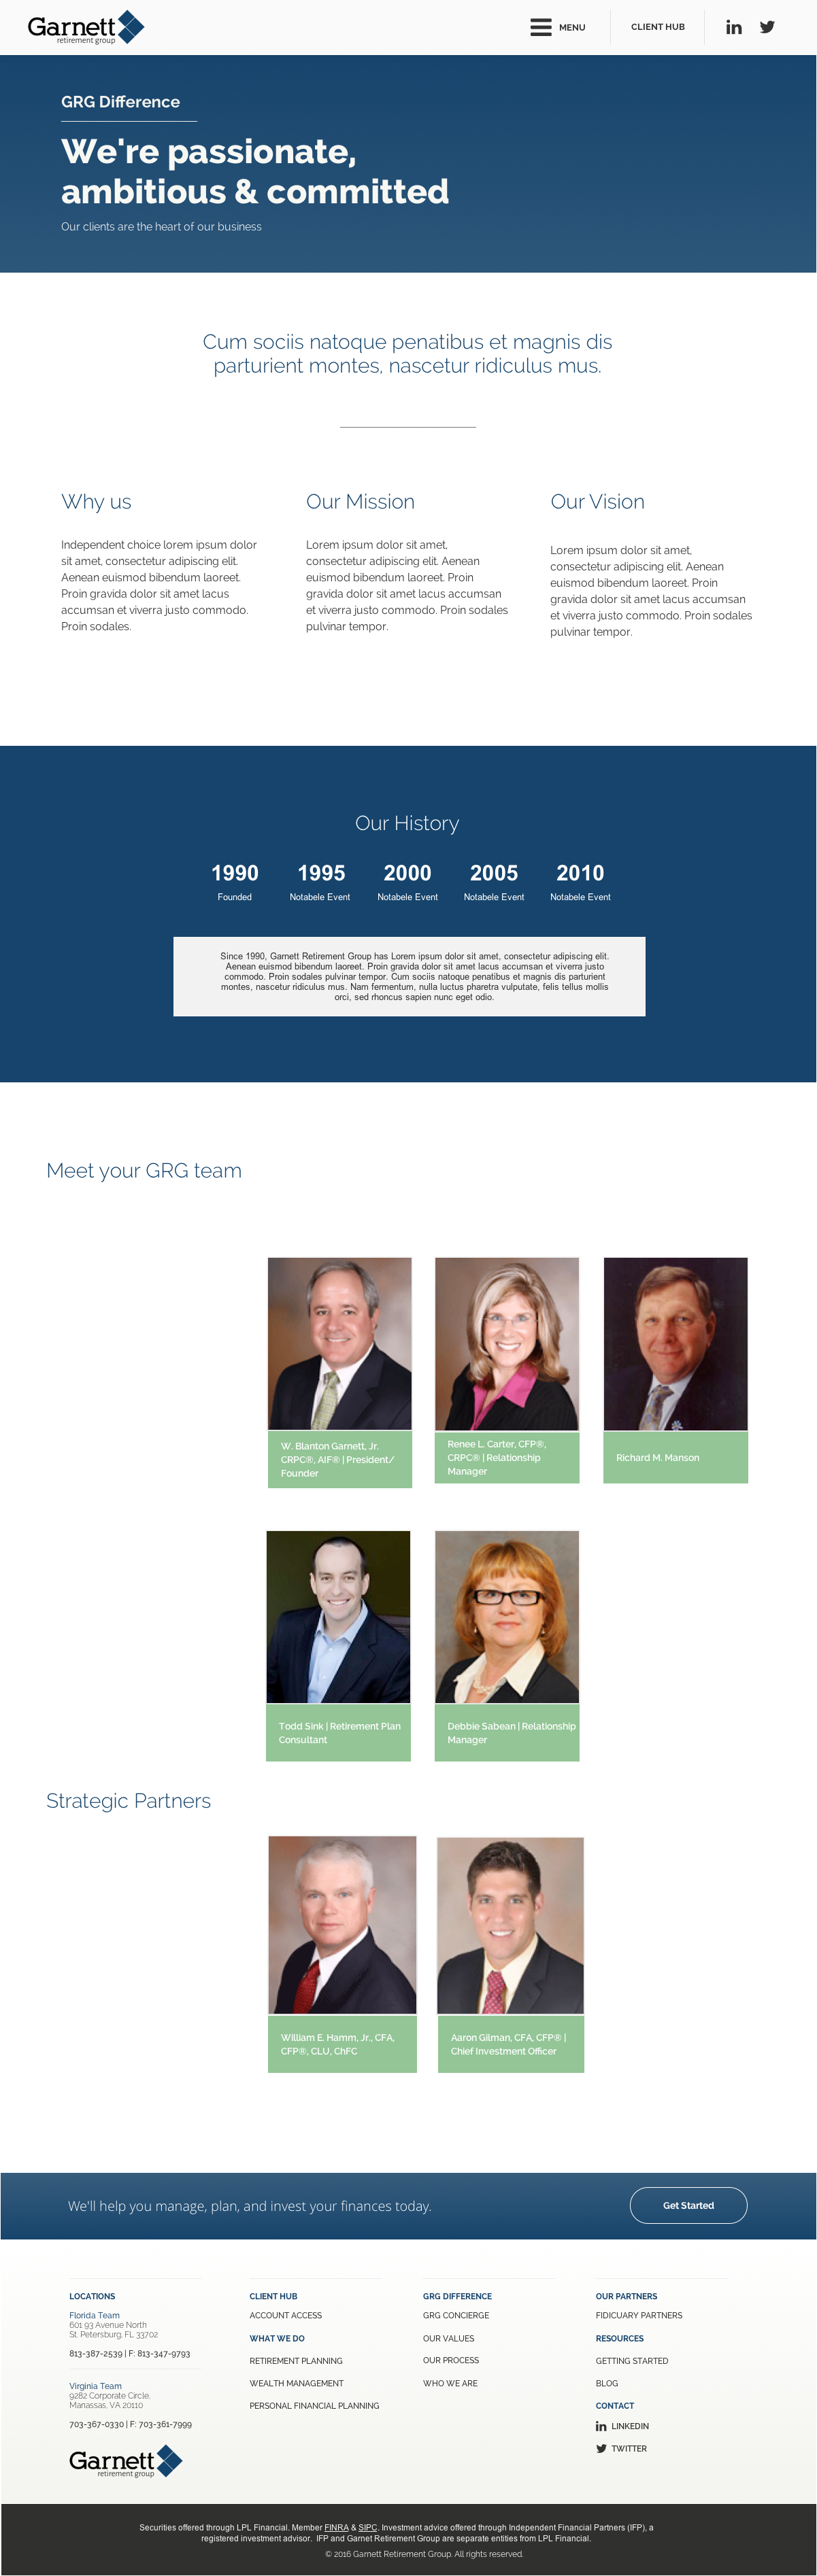 Garnett
retirement group
MENU
CLIENT HUB
in
GRG Difference
We're passionate,
ambitious & committed
Our clients are the heart of our business
Cum sociis natoque penatibus et magnis dis
parturient montes, nascetur ridiculus mus.
Why us
Independent choice lorem ipsum dolor
sit amet, consectetur adipiscing elit.
Aenean euismod bibendum laoreet.
Proin gravida dolor sit amet lacus
accumsan et viverra justo commodo.
Proin sodales.
Our Mission
Lorem ipsum dolor sit amet,
consectetur adipiscing elit. Aenean
euismod bibendum laoreet. Proin
gravida dolor sit amet lacus accumsan
et viverra justo commodo. Proin sodales
pulvinar tempor.
Our Vision
Lorem ipsum dolor sit amet,
consectetur adipiscing elit. Aenean
euismod bibendum laoreet. Proin
gravida dolor sit amet lacus accumsan
et viverra justo commodo. Proin sodales
pulvinar tempor.
Our History
1990
Founded
1995
Notabele Event
2000
Notabele Event
2005
Notabele Event
2010
Notabele Event
Since 1990, Garnett Retirement Group has Lorem ipsum dolor sit amet, consectetur adipiscing elit.
Aenean euismod bibendum laoreet. Proin gravida dolor sit amet lacus accumsan et viverra justo
commodo. Proin sodales pulvinar tempor. Cum sociis natoque penatibus et magnis dis parturient
montes, nascetur ridiculus mus. Nam fermentum, nulla luctus pharetra vulputate, felis tellus mollis
orci, sed rhoncus sapien nunc eget odio.
Meet your GRG team
W. Blanton Garnett, Jr.
CRPC®, AIF® | President/
Founder
Renee L. Carter, CFP®,
CRPC® | Relationship
Manager
Richard M. Manson
Todd Sink | Retirement Plan
Consultant
Debbie Sabean | Relationship
Manager
Strategic Partners
William E. Hamm, Jr., CFA,
CFP®, CLU, ChFC
Aaron Gilman, CFA, CFP® |
Chief Investment Officer
We'll help you manage, plan, and invest your finances today.
Get Started
LOCATIONS
Florida Team
601 93 Avenue North
St. Petersburg, FL 33702
813-387-2539 | F: 813-347-9793
Virginia Team
9282 Corporate Circle,
Manassas, VA 20110
703-367-0330 | F: 703-361-7999
Garnett
retirement group
CLIENT HUB
ACCOUNT ACCESS
WHAT WE DO
RETIREMENT PLANNING
WEALTH MANAGEMENT
PERSONAL FINANCIAL PLANNING
GRG DIFFERENCE
GRG CONCIERGE
OUR VALUES
OUR PROCESS
WHO WE ARE
OUR PARTNERS
FIDICUARY PARTNERS
RESOURCES
GETTING STARTED
BLOG
CONTACT
in LINKEDIN
TWITTER
Securities offered through LPL Financial. Member FINRA & SIPC. Investment advice offered through Independent Financial Partners (IFP), a
registered investment advisor. IFP and Garnet Retirement Group are separate entities from LPL Financial.
© 2016 Garnett Retirement Group. All rights reserved.